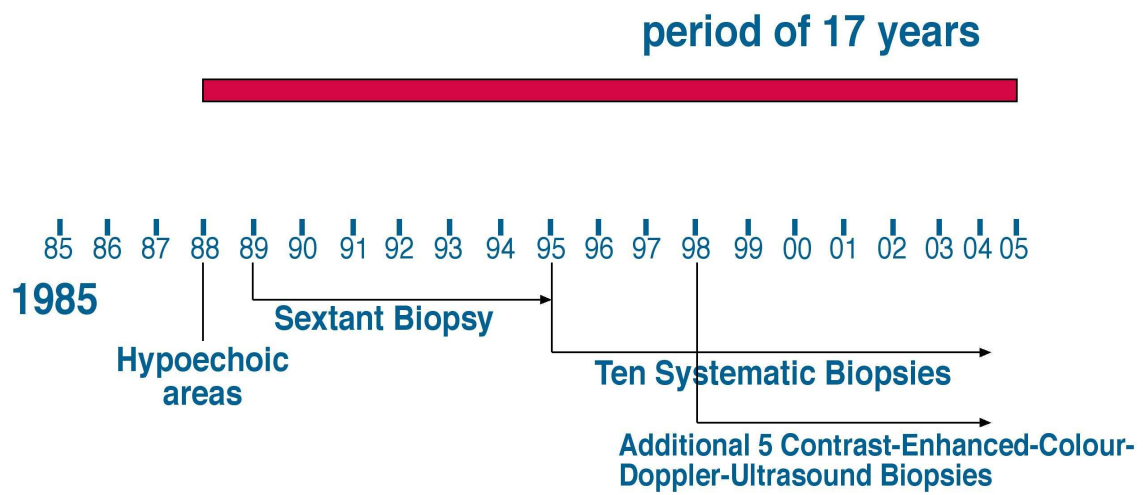 period of 17 years
85 86 87 88 89 90 91 92 93 94 95 96 97 98 99 00 01 02 03 04 05
1985
Sextant Biopsy
Hypoechoic
areas
Ten Systematic Biopsies
Additional 5 Contrast-Enhanced-Colour-
Doppler-Ultrasound Biopsies